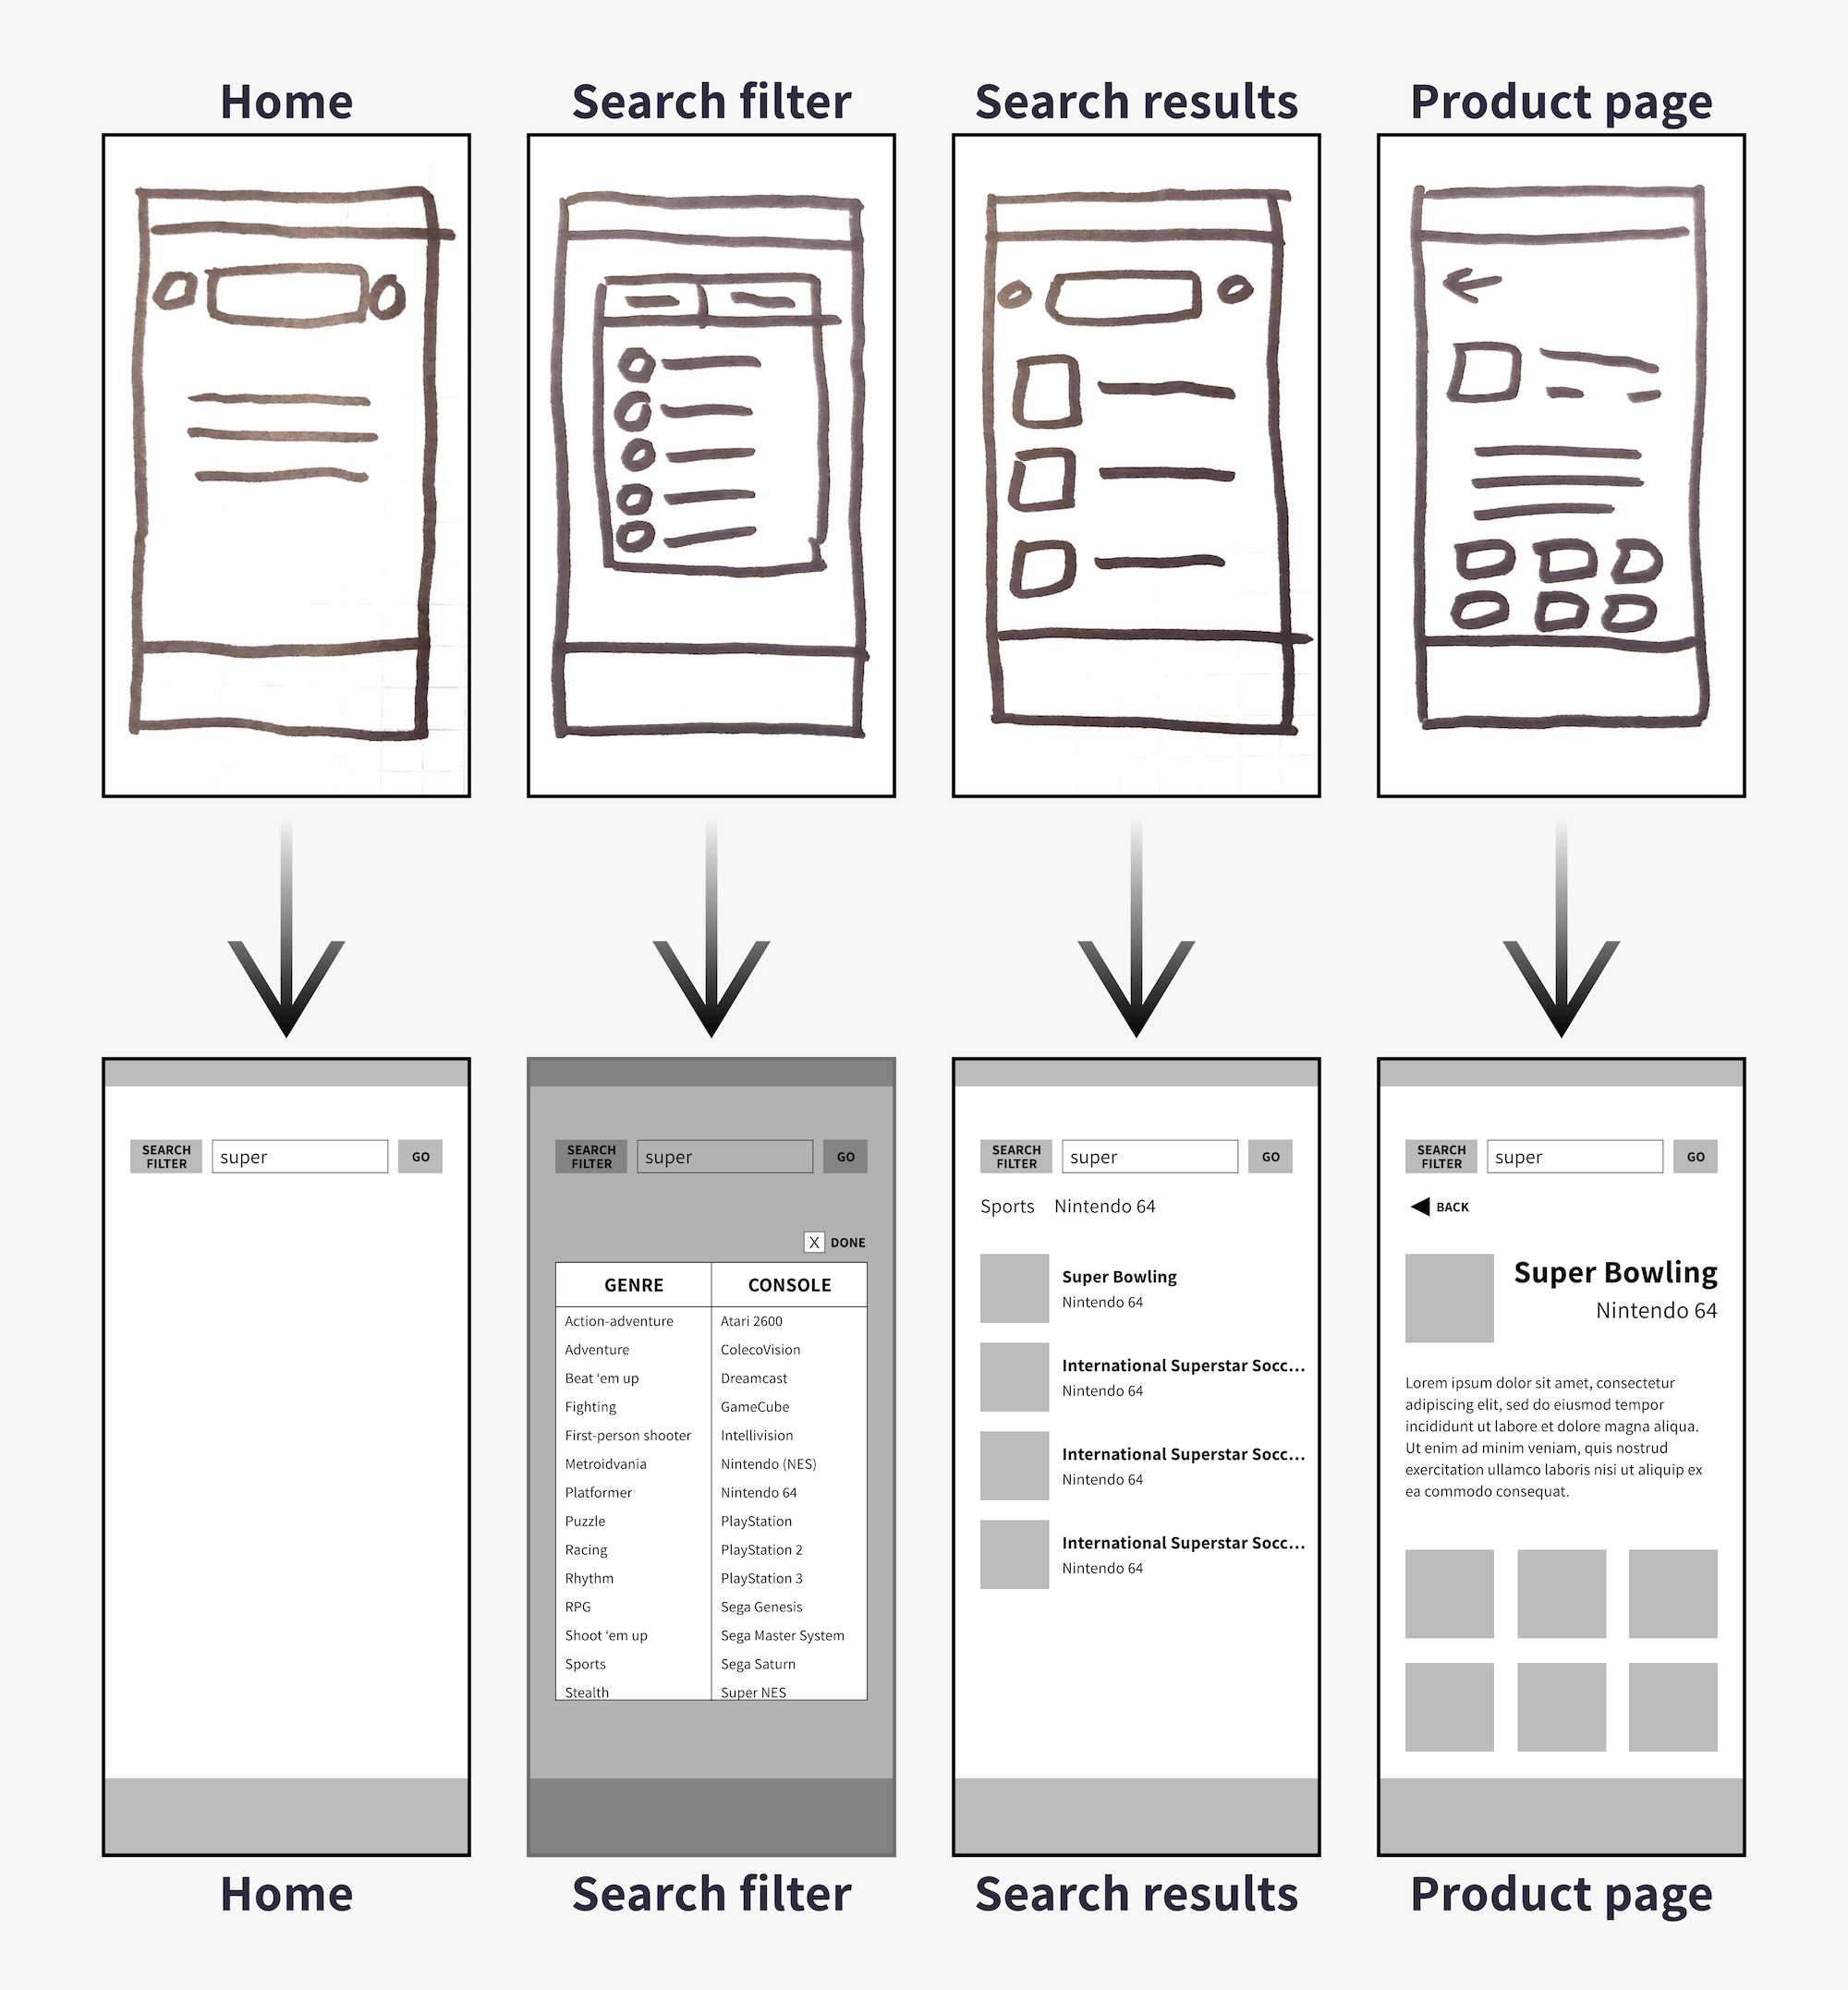 Home
Search filter
Search results
Product page
SEARCH FILTER
super
GO
SEARCH FILTER
super
GO
X DONE
GENRE CONSOLE
Action-adventure Atari 2600
Adventure ColecoVision
Beat ‘em up Dreamcast
Fighting GameCube
First-person shooter Intellivision
Metroidvania Nintendo (NES)
Platformer Nintendo 64
Puzzle PlayStation
Racing PlayStation 2
Rhythm PlayStation 3
RPG Sega Genesis
Shoot ‘em up Sega Master System
Sports Sega Saturn
Stealth Super NES
SEARCH FILTER
super
GO
Sports Nintendo 64
Super Bowling
Nintendo 64
International Superstar Socc...
Nintendo 64
International Superstar Socc...
Nintendo 64
International Superstar Socc...
Nintendo 64
SEARCH FILTER
super
GO
BACK
Super Bowling
Nintendo 64
Lorem ipsum dolor sit amet, consectetur
adipiscing elit, sed do eiusmod tempor
incididunt ut labore et dolore magna aliqua.
Ut enim ad minim veniam, quis nostrud
exercitation ullamco laboris nisi ut aliquip ex
ea commodo consequat.
Home
Search filter
Search results
Product page